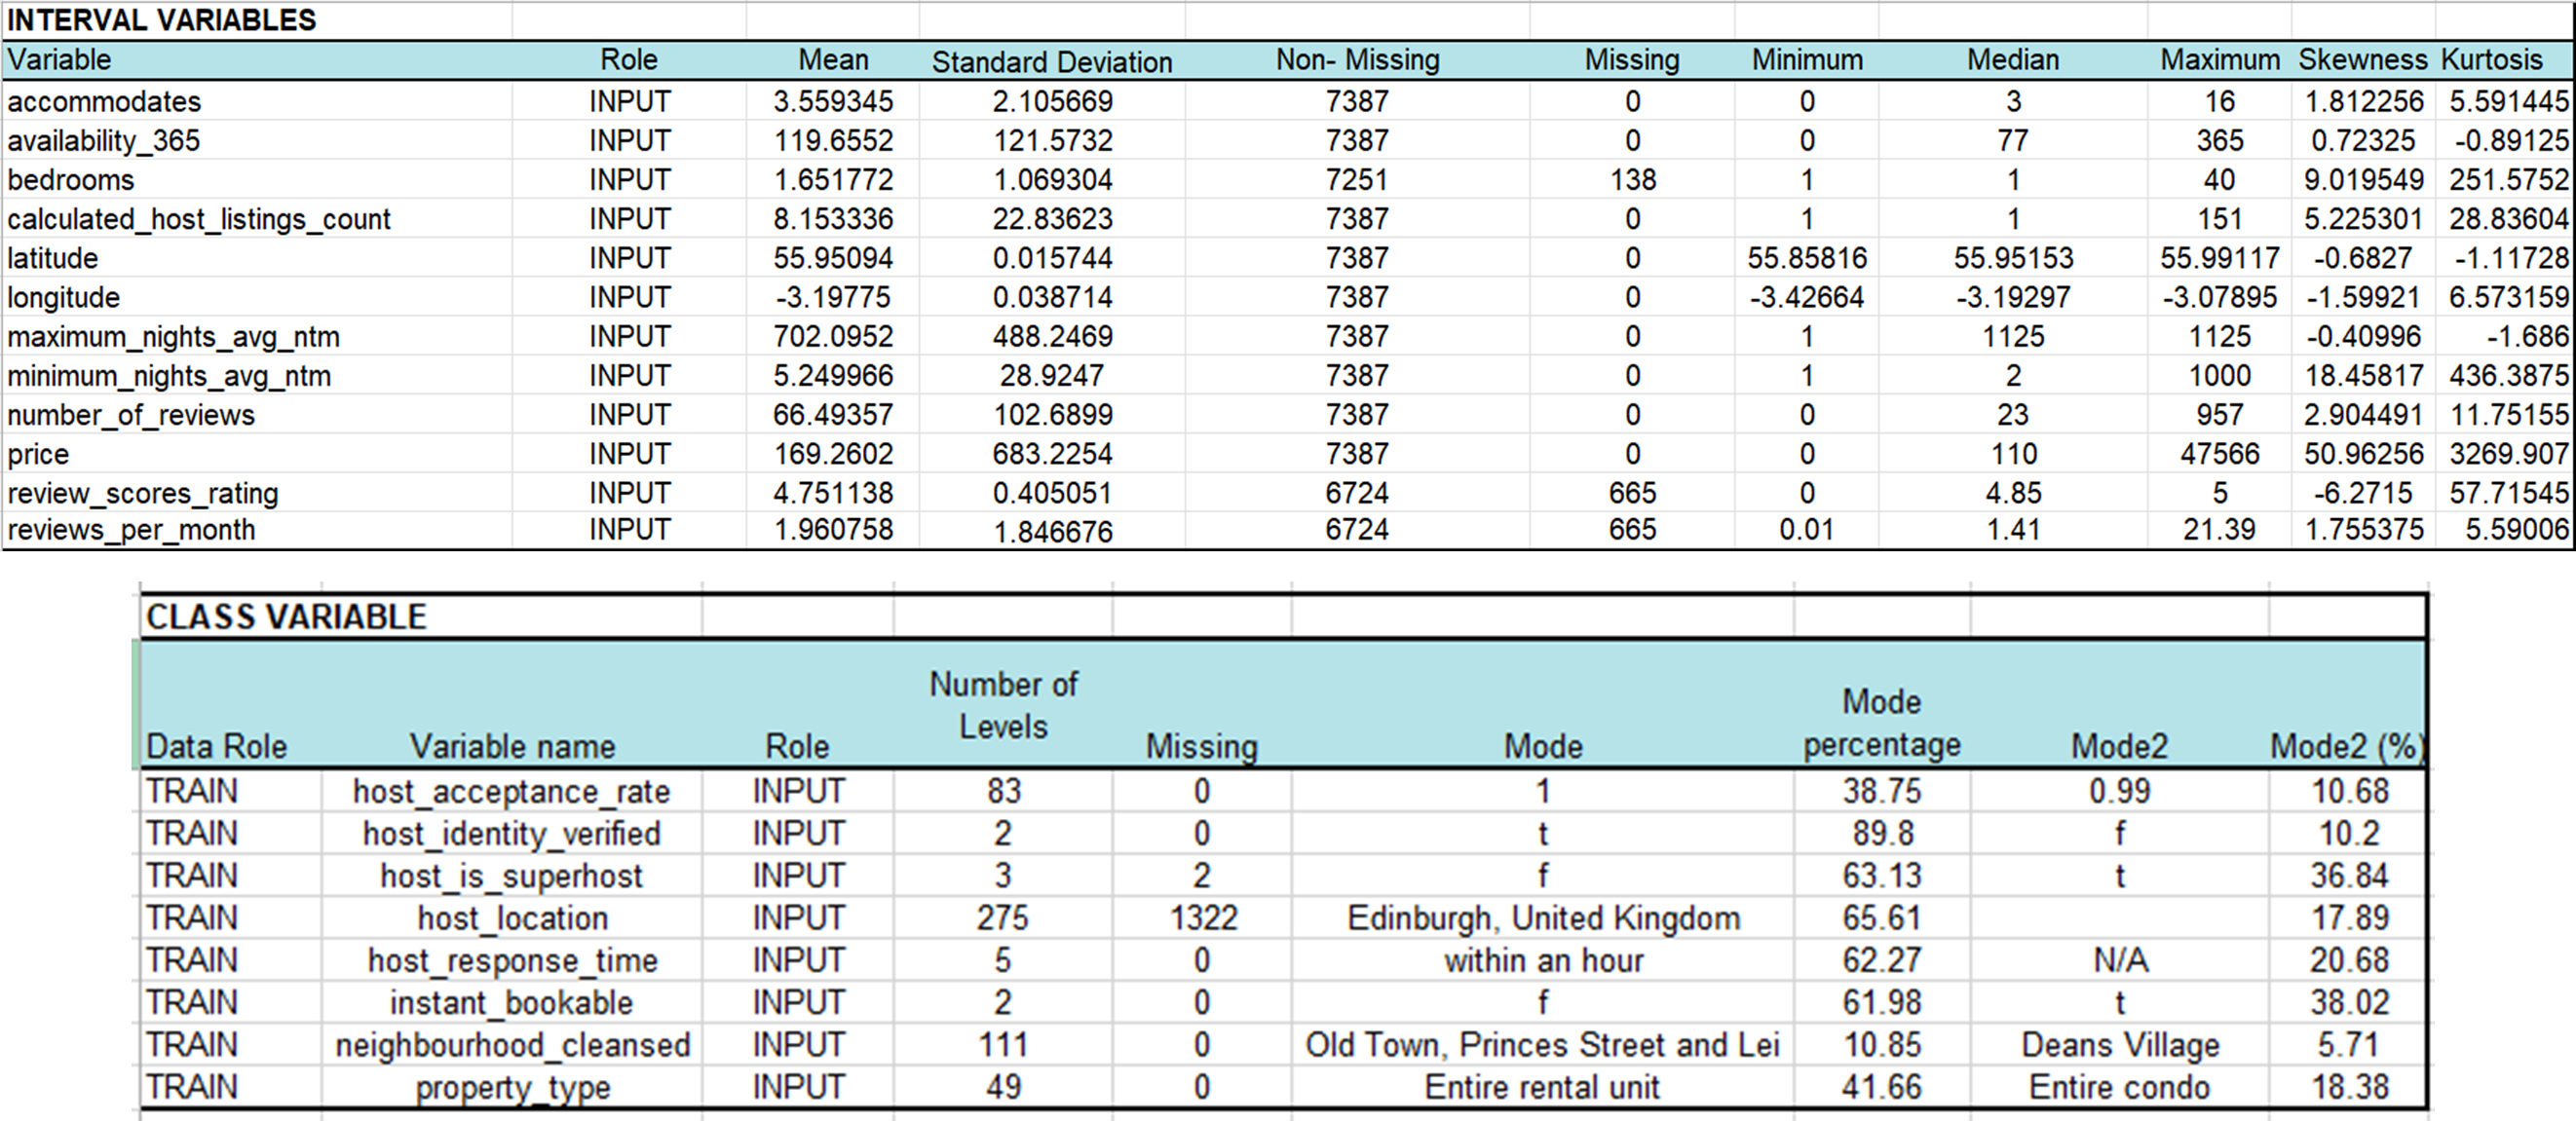 INTERVAL VARIABLES
Variable Role Mean Standard Deviation Non- Missing Missing Minimum Median Maximum Skewness Kurtosis
accommodates INPUT 3.559345 2.105669 7387 0 0 3 16 1.812256 5.591445
availability_365 INPUT 119.6552 121.5732 7387 0 0 77 365 0.72325 -0.89125
bedrooms INPUT 1.651772 1.069304 7251 138 1 1 40 9.019549 251.5752
calculated_host_listings_count INPUT 8.153336 22.83623 7387 0 1 1 151 5.225301 28.83604
latitude INPUT 55.95094 0.015744 7387 0 55.85816 55.95153 55.99117 -0.6827 -1.11728
longitude INPUT -3.19775 0.038714 7387 0 -3.42664 -3.19297 -3.07895 -1.59921 6.573159
maximum_nights_avg_ntm INPUT 702.0952 488.2469 7387 0 1 1125 1125 -0.40996 -1.686
minimum_nights_avg_ntm INPUT 5.249966 28.9247 7387 0 1 2 1000 18.45817 436.3875
number_of_reviews INPUT 66.49357 102.6899 7387 0 0 23 957 2.904491 11.75155
price INPUT 169.2602 683.2254 7387 0 0 110 47566 50.96256 3269.907
review_scores_rating INPUT 4.751138 0.405051 6724 665 0 4.85 5 -6.2715 57.71545
reviews_per_month INPUT 1.960758 1.846676 6724 665 0.01 1.41 21.39 1.755375 5.59006
CLASS VARIABLE
Data Role Variable name Role Number of Levels Missing Mode Mode percentage Mode2 Mode2 (%)
TRAIN host_acceptance_rate INPUT 83 0 1 38.75 0.99 10.68
TRAIN host_identity_verified INPUT 2 0 t 89.8 f 10.2
TRAIN host_is_superhost INPUT 3 2 f 63.13 t 36.84
TRAIN host_location INPUT 275 1322 Edinburgh, United Kingdom 65.61 17.89
TRAIN host_response_time INPUT 5 0 within an hour 62.27 N/A 20.68
TRAIN instant_bookable INPUT 2 0 f 61.98 t 38.02
TRAIN neighbourhood_cleansed INPUT 111 0 Old Town, Princes Street and Lei 10.85 Deans Village 5.71
TRAIN property_type INPUT 49 0 Entire rental unit 41.66 Entire condo 18.38